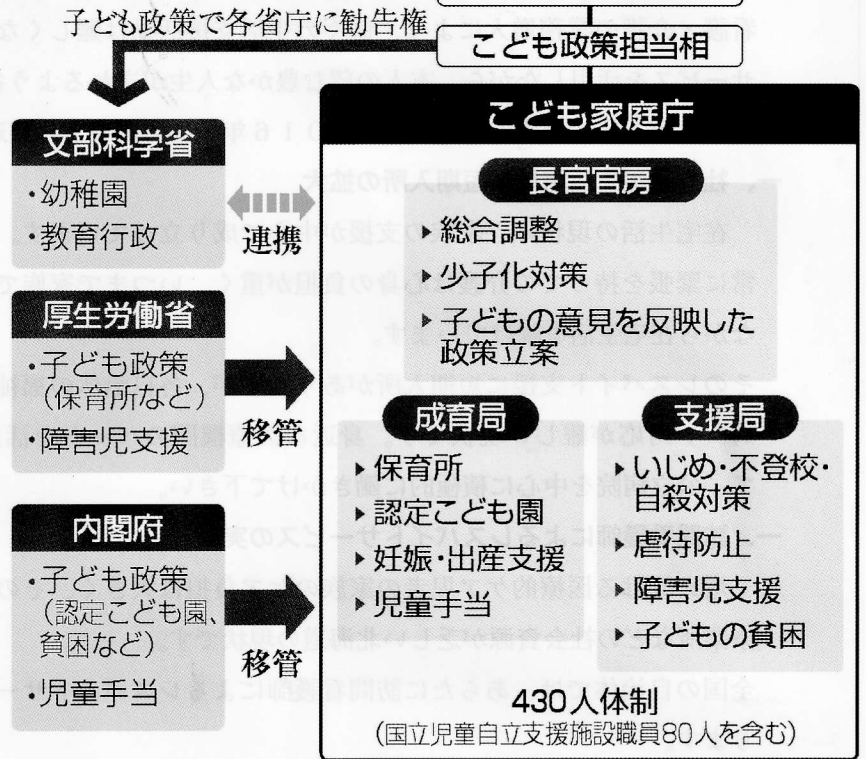 子ども政策で各省庁に勧告権
こども政策担当相
文部科学省
・幼稚園
・教育行政
連携
厚生労働省
・子ども政策
(保育所など)
・障害児支援
移管
内閣府
・子ども政策
(認定こども園、
貧困など)
・児童手当
移管
こども家庭庁
長官官房
総合調整
少子化対策
子どもの意見を反映した
政策立案
成育局
保育所
認定こども園
妊娠・出産支援
児童手当
支援局
いじめ・不登校・
自殺対策
虐待防止
障害児支援
子どもの貧困
430人体制
(国立児童自立支援施設職員80人を含む)